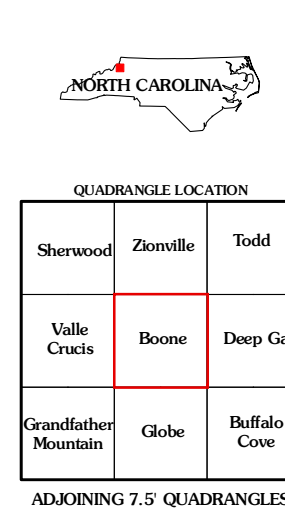 NORTH CAROLINA
QUADRANGLE LOCATION
Sherwood
Zionville
Todd
Valle
Crucis
Boone
Deep Ga
Grandfather
Mountain
Globe
Buffalo
Cove
ADJOINING 7.5' QUADRANGLES